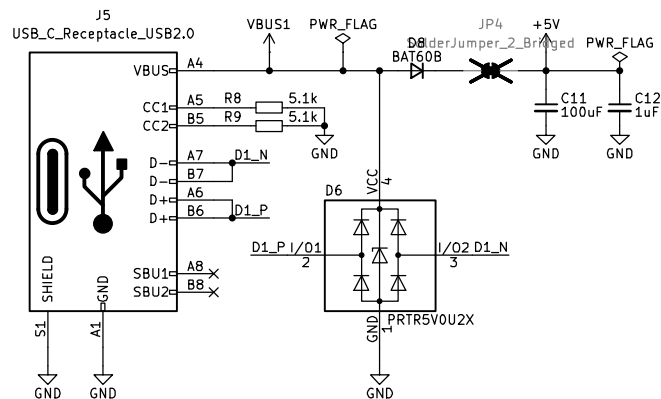 J5
USB_C_Receptacle_USB2.0
VBUS1
PWR_FLAG
D8
BAT60B
JP4
SolderJumper_2_Bridged
+5V
PWR_FLAG
VBUS
A4
CC1
A5
R8
5.1k
CC2
B5
R9
5.1k
GND
C11
100uF
GND
C12
1uF
GND
D-
A7
D1_N
D-
B7
D+
A6
D+
B6
D1_P
SBU1
A8
SBU2
B8
SHIELD
GND
S1
A1
GND
GND
D6
VCC
4
D1_P
I/O1
2
I/O2
D1_N
3
PRTR5V0U2X
GND
1
GND